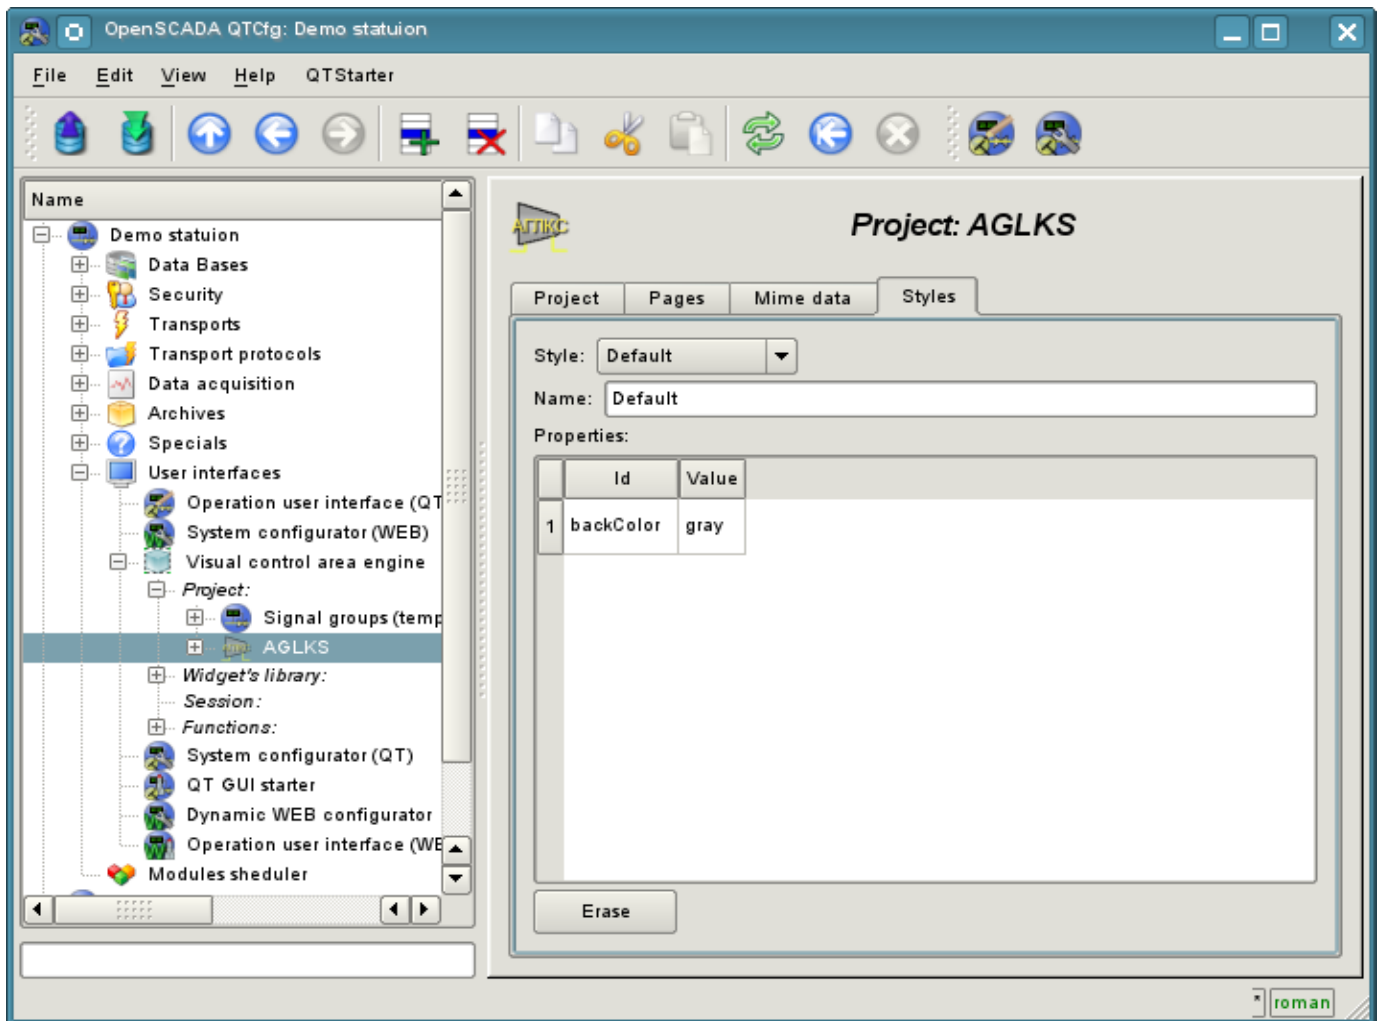 OpenSCADA QTCfg: Demo statuion
File Edit View Help QTStarter
Name
Demo statuion
Data Bases
Security
Transports
Transport protocols
Data acquisition
Archives
Specials
User interfaces
Operation user interface (QT
System configurator (WEB)
Visual control area engine
Project:
Signal groups (temp
AGLKS
Widget's library:
Session:
Functions:
System configurator (QT)
QT GUI starter
Dynamic WEB configurator
Operation user interface (WE
Modules sheduler
АГЛКС
Project: AGLKS
Project Pages Mime data Styles
Style: Default
Name: Default
Properties:
Id Value
1 backColor gray
Erase
* roman